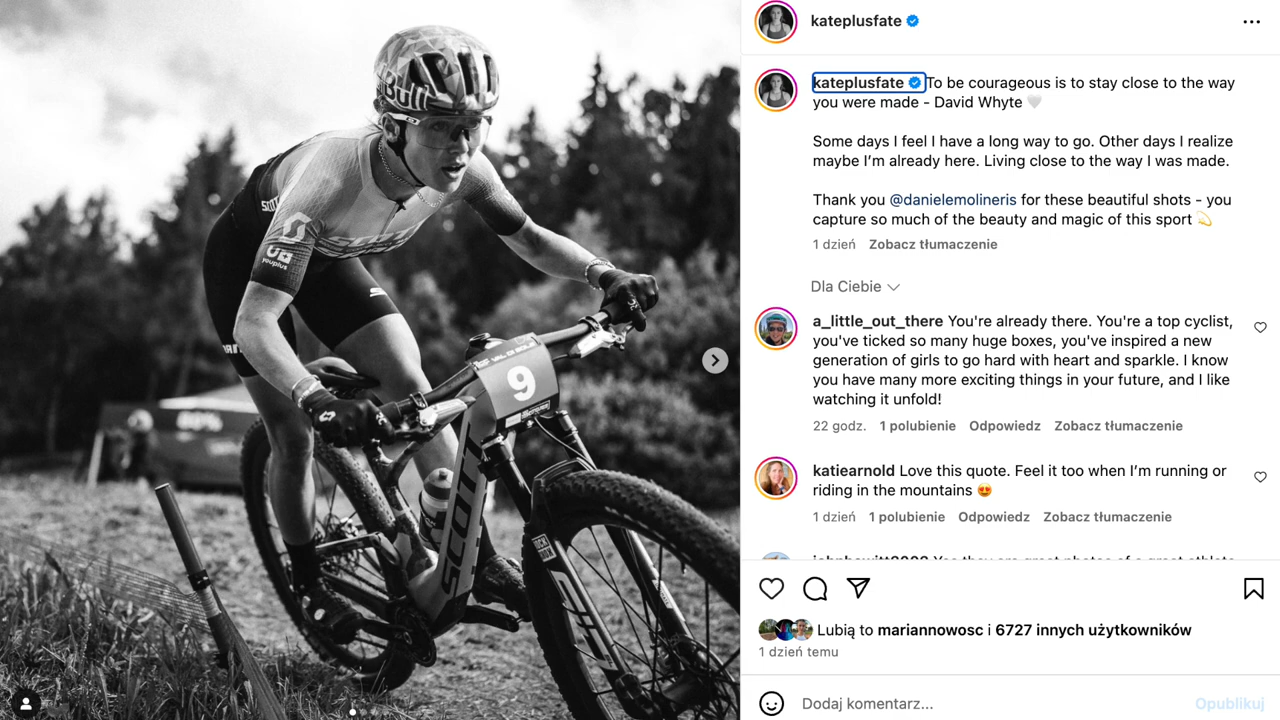 kateplusfate
kateplusfate To be courageous is to stay close to the way
you were made - David Whyte 🤍
Some days I feel I have a long way to go. Other days I realize
maybe I'm already here. Living close to the way I was made.
Thank you @danielemolineris for these beautiful shots - you
capture so much of the beauty and magic of this sport 💫
1 dzień Zobacz tłumaczenie
Dla Ciebie
a_little_out_there You're already there. You're a top cyclist,
you've ticked so many huge boxes, you've inspired a new
generation of girls to go hard with heart and sparkle. I know
you have many more exciting things in your future, and I like
watching it unfold!
22 godz. 1 polubienie Odpowiedz Zobacz tłumaczenie
katiearnold Love this quote. Feel it too when I'm running or
riding in the mountains 😍
1 dzień 1 polubienie Odpowiedz Zobacz tłumaczenie
Lubią to mariannowosc i 6727 innych użytkowników
1 dzień temu
Dodaj komentarz...
Opublikuj
Bull
youplus
9
SCOTT
ROCK